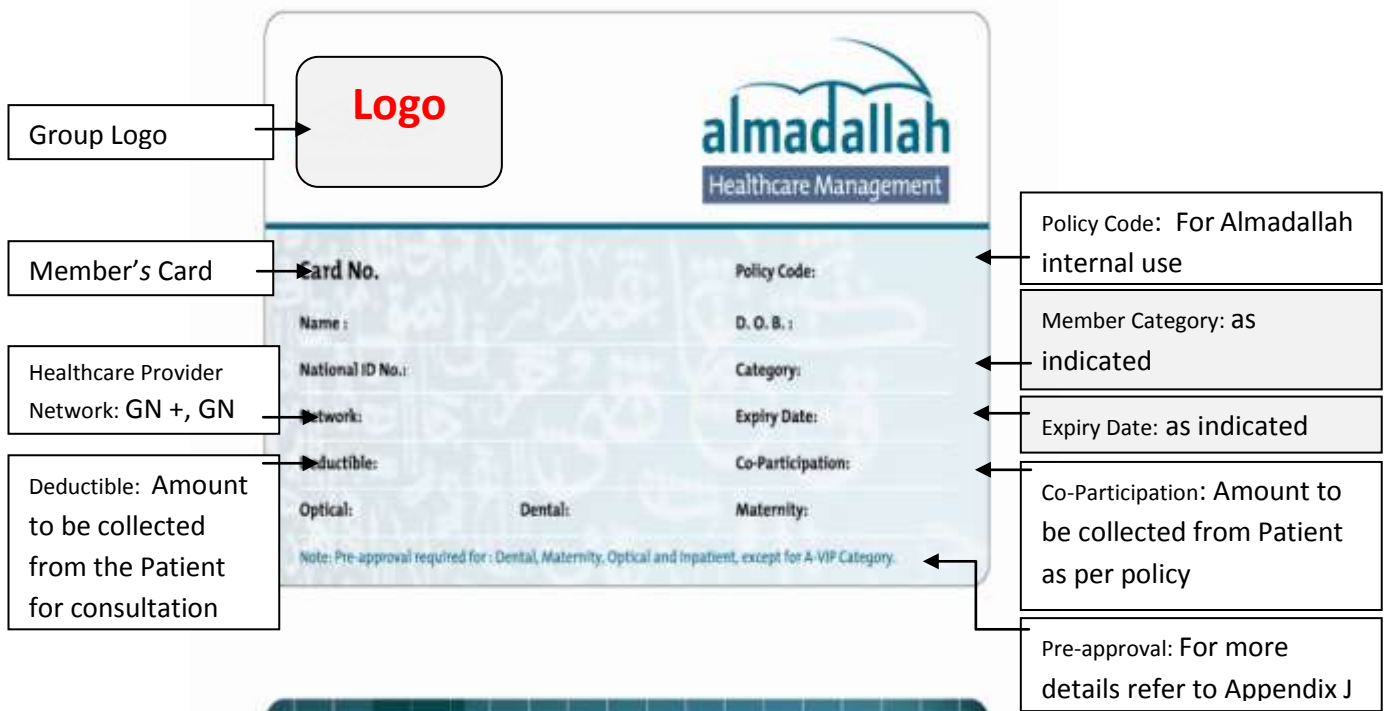 Logo
almadallah
Healthcare Management
Group Logo
Policy Code: For Almadallah
internal use
Member's Card
Card No.
Policy Code:
Name :
D. O. B. :
Member Category: as
indicated
Healthcare Provider
Network: GN +, GN
National ID No.:
Category:
Network:
Expiry Date:
Expiry Date: as indicated
Deductible:
Co-Participation:
Deductible: Amount
to be collected
from the Patient
for consultation
Co-Participation: Amount to
be collected from Patient
as per policy
Optical:
Dental:
Maternity:
Note: Pre-approval required for : Dental, Maternity, Optical and Inpatient, except for A-VIP Category.
Pre-approval: For more
details refer to Appendix J